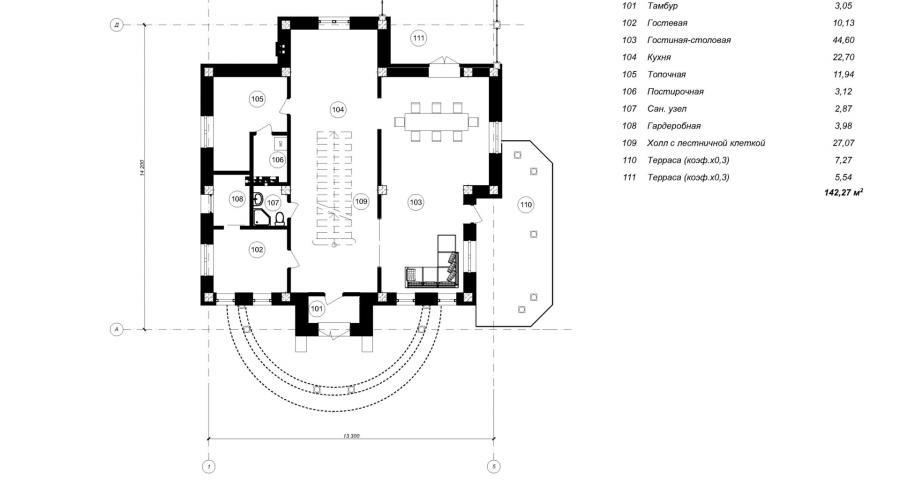 101 Тамбур 3,05
102 Гостевая 10,13
103 Гостиная-столовая 44,60
104 Кухня 22,70
105 Топочная 11,94
106 Постирочная 3,12
107 Сан. узел 2,87
108 Гардеробная 3,98
109 Холл с лестничной клеткой 27,07
110 Терраса (коэф.х0,3) 7,27
111 Терраса (коэф.х0,3) 5,54
142,27 м²
Д
111
105
104
106
14 200
108
107
109
103
110
102
101
А
13 300
1
5